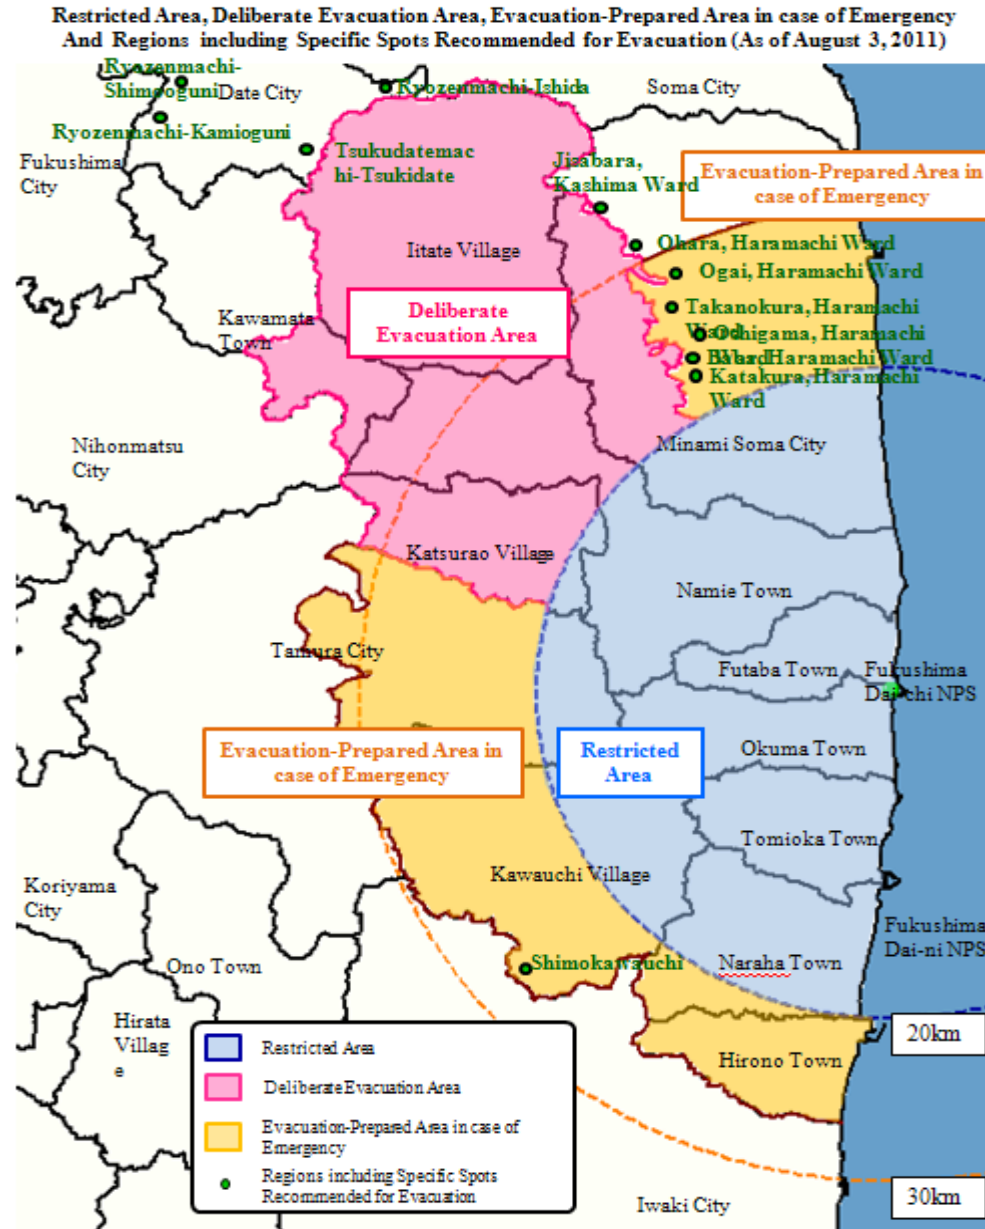 Restricted Area, Deliberate Evacuation Area, Evacuation-Prepared Area in case of Emergency
And Regions including Specific Spots Recommended for Evacuation (As of August 3, 2011)
Ryozenmachi-
Shimooguni
Date City
Ryozenmachi-Ishida
Soma City
Ryozenmachi-Kamioguni
Fukushima
City
Tsukudatemac
hi-Tsukidate
Jisabara,
Kashima Ward
Evacuation-Prepared Area in
case of Emergency
Iitate Village
Ohara, Haramachi Ward
Ogai, Haramachi Ward
Deliberate
Evacuation Area
Kawamata
Town
Takanokura, Haramachi
Ward
Oshigama, Haramachi
Ward
Baba, Haramachi Ward
Katakura, Haramachi
Ward
Nihonmatsu
City
Minami Soma City
Katsurao Village
Namie Town
Tamura City
Futaba Town
Fukushima
Dai-ichi NPS
Evacuation-Prepared Area in
case of Emergency
Restricted
Area
Okuma Town
Tomioka Town
Koriyama
City
Kawauchi Village
Fukushima
Dai-ni NPS
Ono Town
Shimokawauchi
Naraha Town
Hirata
Villag
e
20km
Hirono Town
Restricted Area
Deliberate Evacuation Area
Evacuation-Prepared Area in case of
Emergency
Regions including Specific Spots
Recommended for Evacuation
Iwaki City
30km